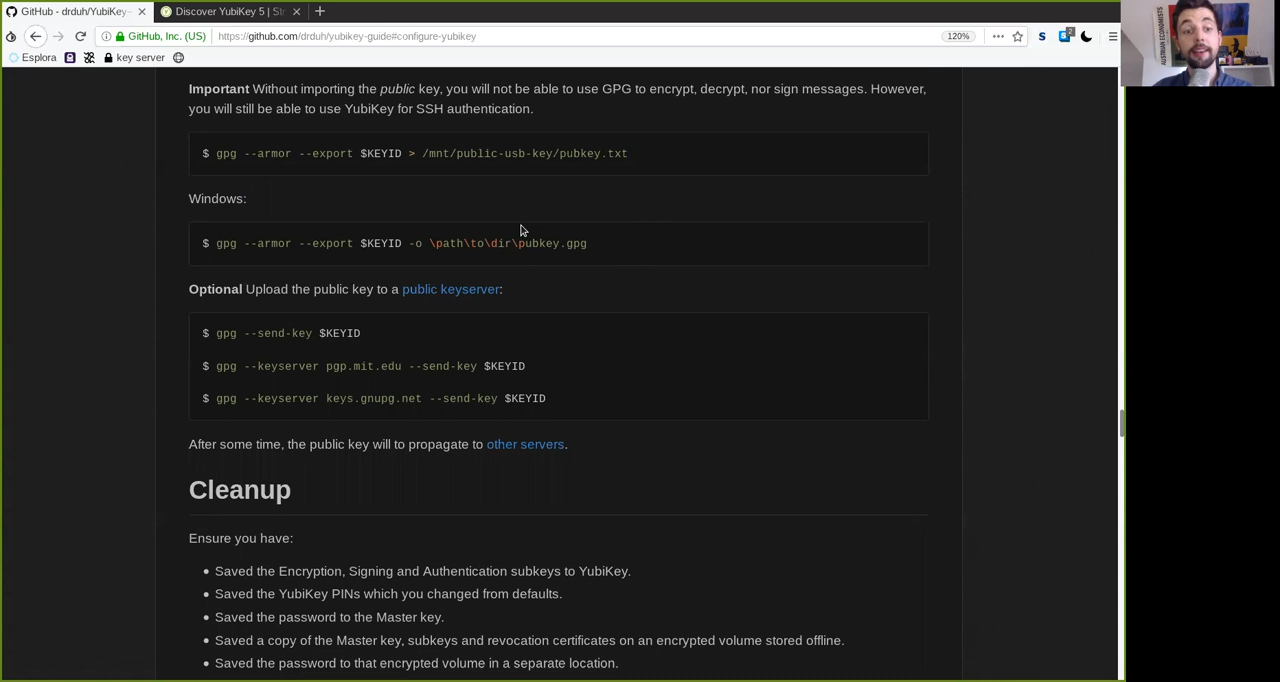 GitHub - drduh/YubiKey-
Discover YubiKey 5 | St
GitHub, Inc. (US)
https://github.com/drduh/yubikey-guide#configure-yubikey
120%
S
2
Esplora
key server
AUSTRIAN ECONOMISTS
Important Without importing the public key, you will not be able to use GPG to encrypt, decrypt, nor sign messages. However,
you will still be able to use YubiKey for SSH authentication.
$ gpg --armor --export $KEYID > /mnt/public-usb-key/pubkey.txt
Windows:
$ gpg --armor --export $KEYID -o \path\to\dir\pubkey.gpg
Optional Upload the public key to a public keyserver:
$ gpg --send-key $KEYID
$ gpg --keyserver pgp.mit.edu --send-key $KEYID
$ gpg --keyserver keys.gnupg.net --send-key $KEYID
After some time, the public key will to propagate to other servers.
Cleanup
Ensure you have:
Saved the Encryption, Signing and Authentication subkeys to YubiKey.
Saved the YubiKey PINs which you changed from defaults.
Saved the password to the Master key.
Saved a copy of the Master key, subkeys and revocation certificates on an encrypted volume stored offline.
Saved the password to that encrypted volume in a separate location.